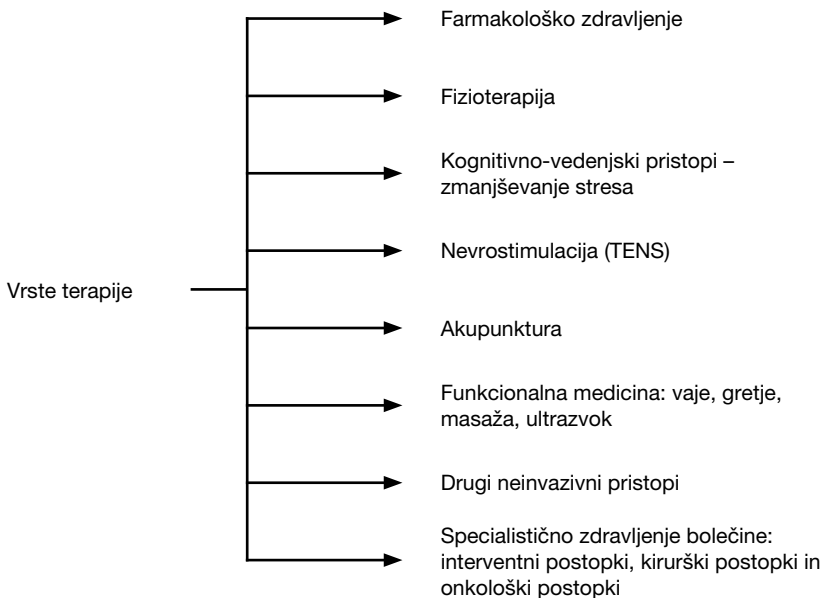 Farmakološko zdravljenje
Fizioterapija
Kognitivno-vedenjski pristopi –
zmanjševanje stresa
Nevrostimulacija (TENS)
Vrste terapije
Akupunktura
Funkcionalna medicina: vaje, gretje,
masaža, ultrazvok
Drugi neinvazivni pristopi
Specialistično zdravljenje bolečine:
interventni postopki, kirurški postopki in
onkološki postopki